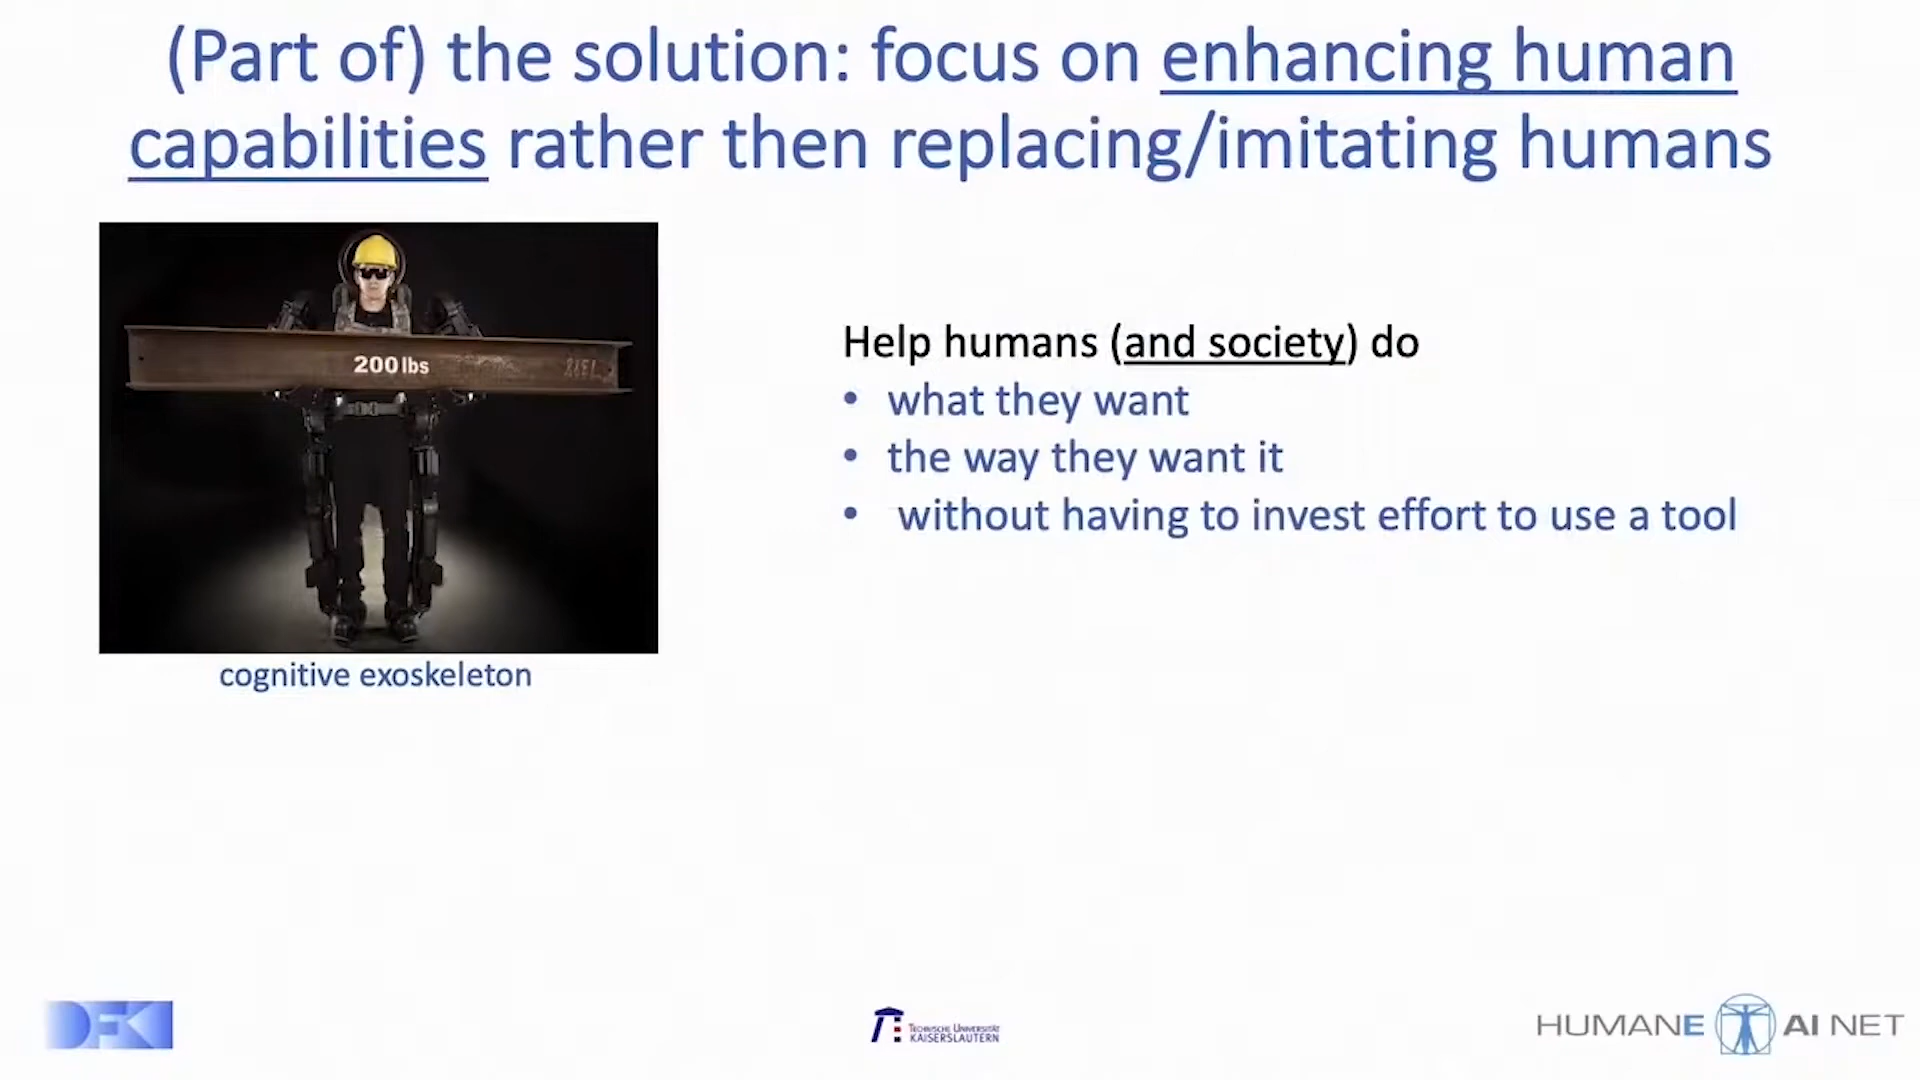 (Part of) the solution: focus on enhancing human
capabilities rather then replacing/imitating humans
200 lbs
Help humans (and society) do
• what they want
• the way they want it
• without having to invest effort to use a tool
cognitive exoskeleton
DFKI
TECHNISCHE UNIVERSITÄT
KAISERSLAUTERN
HUMANE AI NET